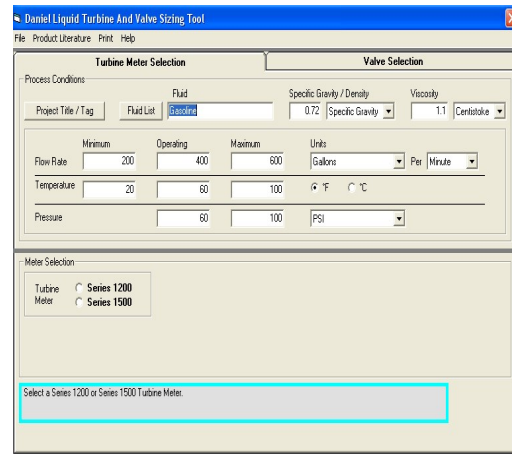 Daniel Liquid Turbine And Valve Sizing Tool
File Product Literature Print Help
Turbine Meter Selection Valve Selection
Process Conditions
Fluid Specific Gravity / Density Viscosity
Project Title / Tag Fluid List Gasoline 0.72 Specific Gravity 1.1 Centistoke
Minimum Operating Maximum Units
Flow Rate 200 400 600 Gallons Per Minute
Temperature 20 60 100 °F °C
Pressure 60 100 PSI
Meter Selection
Turbine Meter Series 1200
Series 1500
Select a Series 1200 or Series 1500 Turbine Meter.